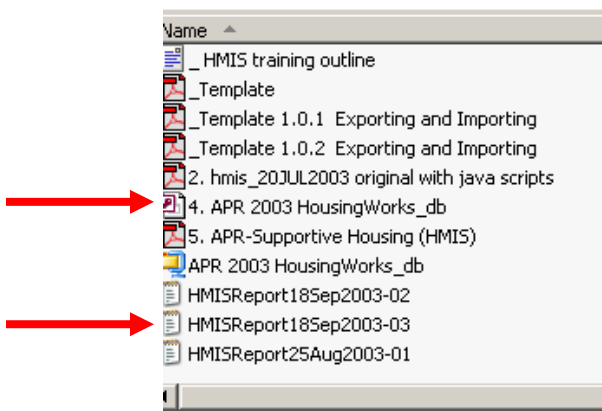 Name
_ HMIS training outline
_Template
_Template 1.0.1 Exporting and Importing
_Template 1.0.2 Exporting and Importing
2. hmis_20JUL2003 original with java scripts
4. APR 2003 HousingWorks_db
5. APR-Supportive Housing (HMIS)
APR 2003 HousingWorks_db
HMISReport18Sep2003-02
HMISReport18Sep2003-03
HMISReport25Aug2003-01